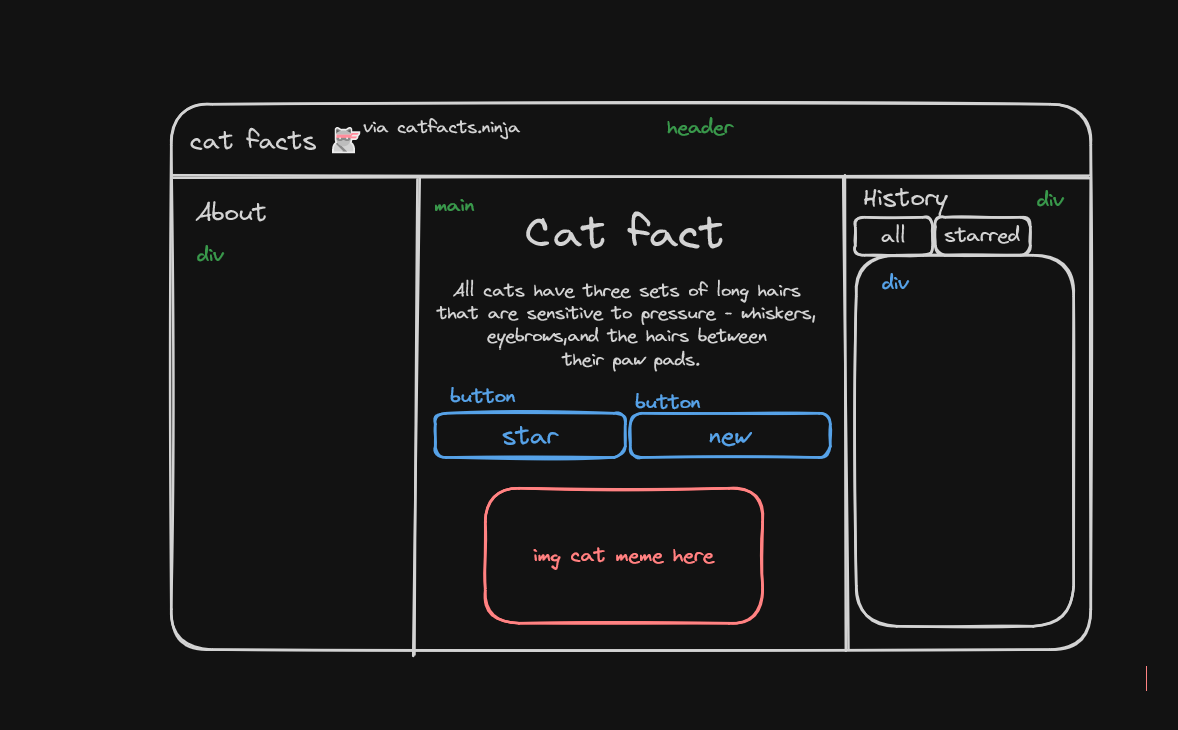 cat facts
via catfacts.ninja
header
About
div
main
Cat fact
All cats have three sets of long hairs
that are sensitive to pressure - whiskers,
eyebrows,and the hairs between
their paw pads.
button
button
star
new
img cat meme here
History
div
all
starred
div